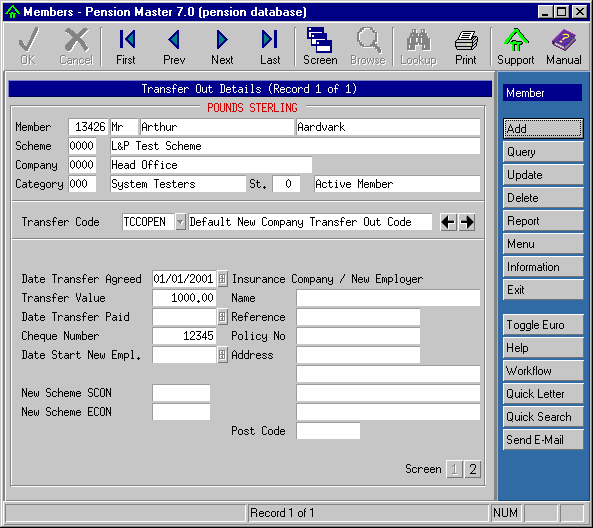 Members - Pension Master 7.0 (pension database)
OK Cancel First Prev Next Last Screen Browse Lookup Print Support Manual
Transfer Out Details (Record 1 of 1)
POUNDS STERLING
Member 13426 Mr Arthur Aardvark
Scheme 0000 L&P Test Scheme
Company 0000 Head Office
Category 000 System Testers St. 0 Active Member
Transfer Code TCCOPEN Default New Company Transfer Out Code
Date Transfer Agreed 01/01/2001 Insurance Company / New Employer
Transfer Value 1000.00 Name
Date Transfer Paid Reference
Cheque Number 12345 Policy No
Date Start New Empl. Address
New Scheme SCON
New Scheme ECON
Post Code
Screen 1 2
Member
Add
Query
Update
Delete
Report
Menu
Information
Exit
Toggle Euro
Help
Workflow
Quick Letter
Quick Search
Send E-Mail
Record 1 of 1 NUM